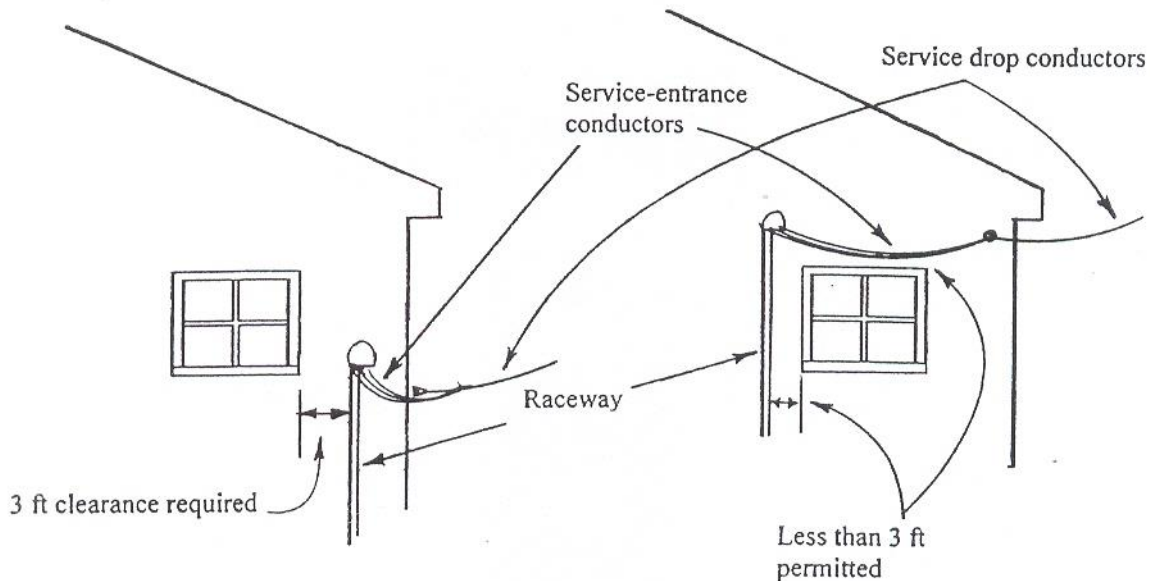 Service drop conductors
Service-entrance
conductors
Raceway
3 ft clearance required
Less than 3 ft
permitted